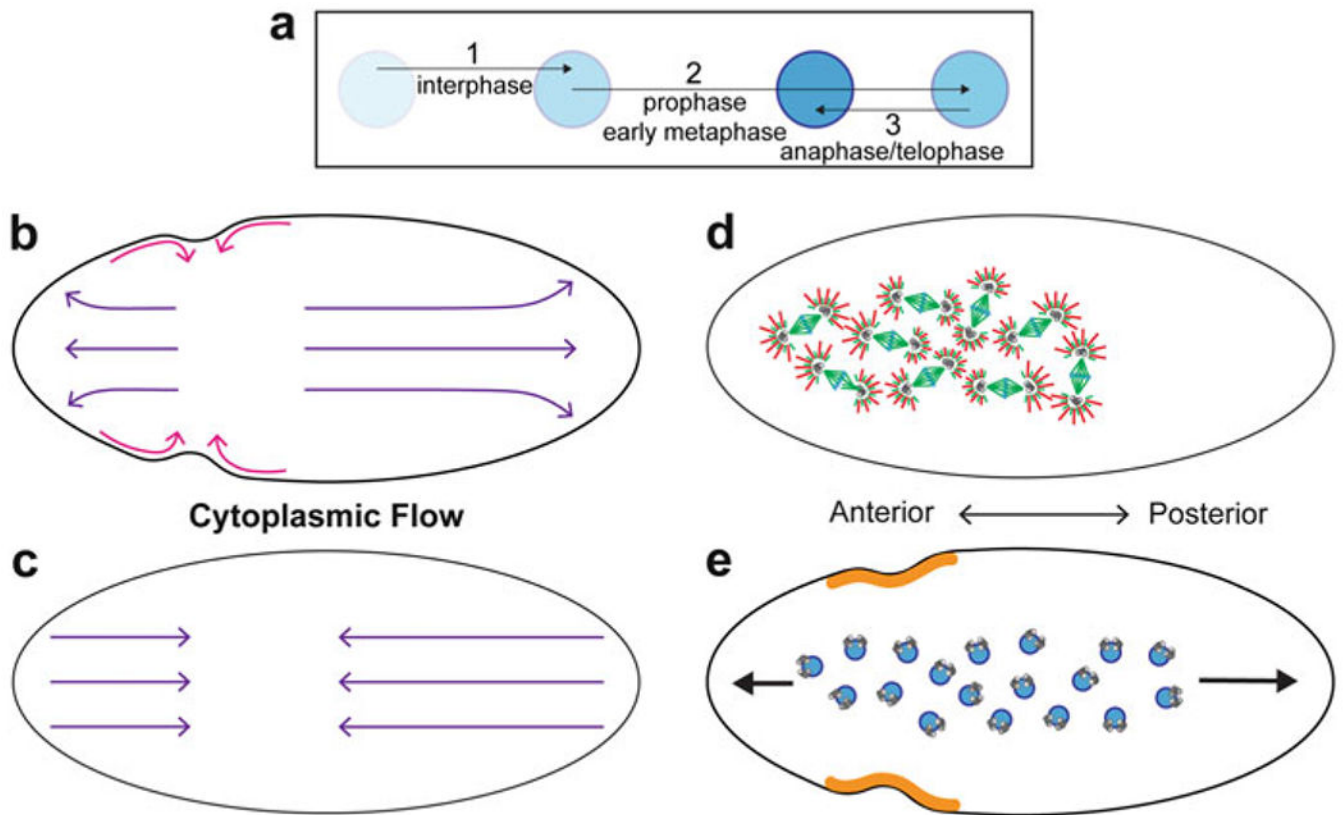 a
1
interphase
2
prophase
early metaphase
3
anaphase/telophase
b
d
Cytoplasmic Flow
Anterior
Posterior
c
e